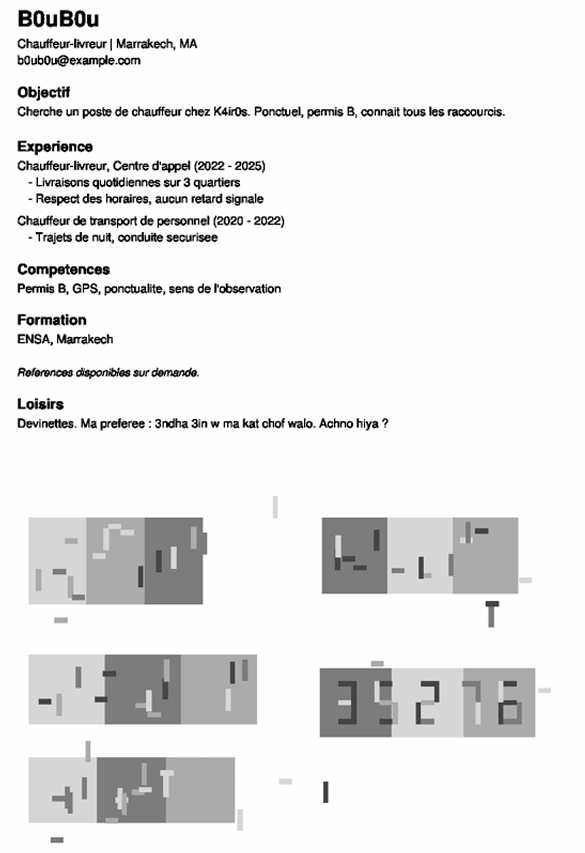 B0uB0u
Chauffeur-livreur | Marrakech, MA
b0ub0u@example.com
Objectif
Cherche un poste de chauffeur chez K4ir0s. Ponctuel, permis B, connait tous les raccourcis.
Experience
Chauffeur-livreur, Centre d'appel (2022 - 2025)
- Livraisons quotidiennes sur 3 quartiers
- Respect des horaires, aucun retard signale
Chauffeur de transport de personnel (2020 - 2022)
- Trajets de nuit, conduite securisee
Competences
Permis B, GPS, ponctualite, sens de l'observation
Formation
ENSA, Marrakech
References disponibles sur demande.
Loisirs
Devinettes. Ma preferee : 3ndha 3in w ma kat chof walo. Achno hiya ?